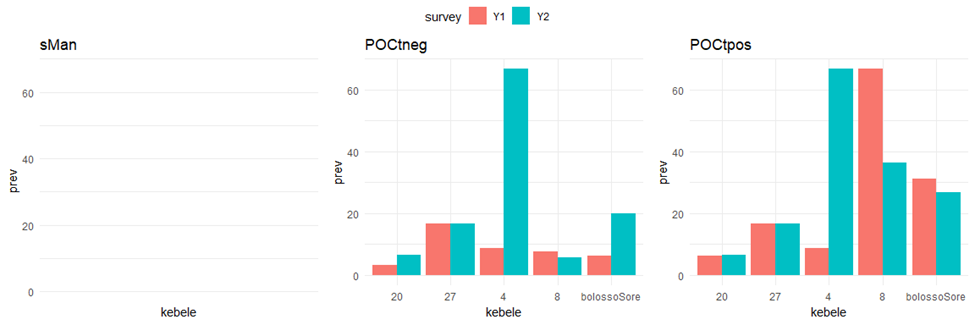 survey Y1 Y2
sMan POCtneg POCtpos
60 60 60
40 40 40
20 20 20
0 0 0
prev prev prev
20 27 4 8 bolossoSore 20 27 4 8 bolossoSore
kebele kebele kebele